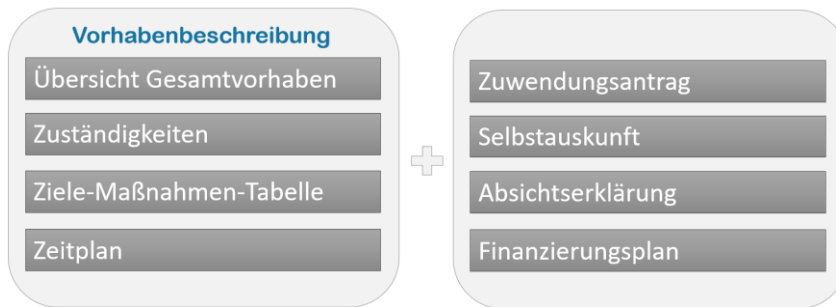 Vorhabenbeschreibung
Übersicht Gesamtvorhaben
Zuständigkeiten
Ziele-Maßnahmen-Tabelle
Zeitplan
Zuwendungsantrag
Selbstauskunft
Absichtserklärung
Finanzierungsplan